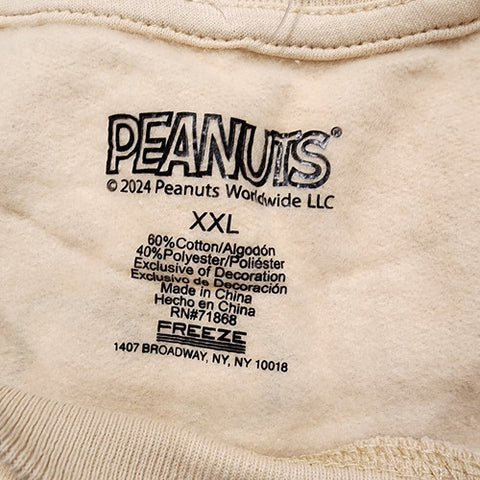 PEANUTS®
© 2024 Peanuts Worldwide LLC
XXL
60%Cotton/Algodón
40%Polyester/Poliéster
Exclusive of Decoration
Exclusivo de Decoración
Made in China
Hecho en China
RN#71868
FREEZE
1407 BROADWAY, NY, NY 10018